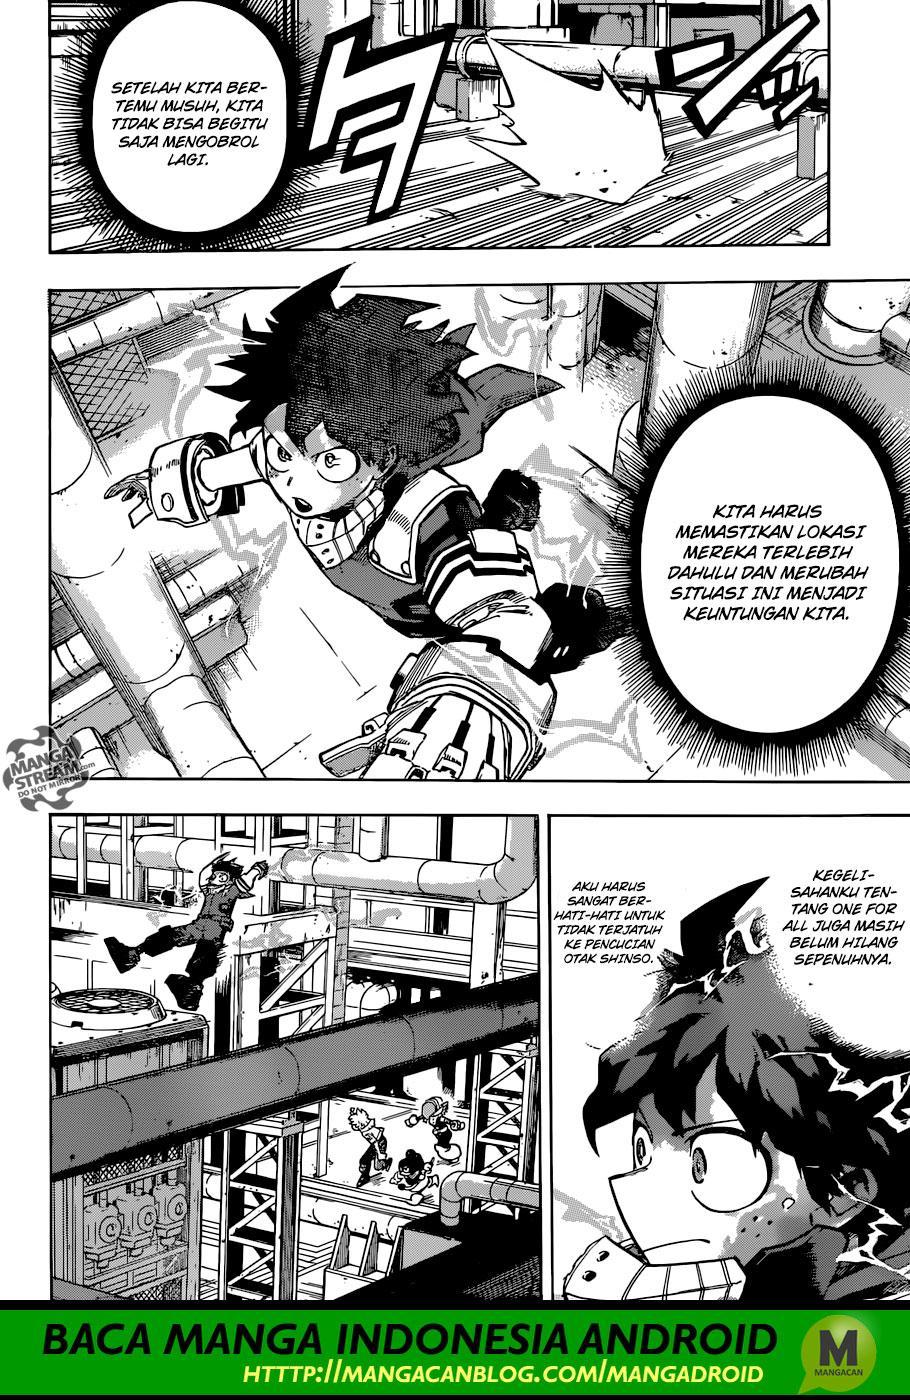 SETELAH KITA BER-
TEMU MUSUH, KITA
TIDAK BISA BEGITU
SAJA MENGOBROL
LAGI.
KITA HARUS
MEMASTIKAN LOKASI
MEREKA TERLEBIH
DAHULU DAN MERUBAH
SITUASI INI MENJADI
KEUNTUNGAN KITA.
MANGA
STREAM.com
DO NOT MIRROR
KEGELI-
SAHANKU TEN-
TANG ONE FOR
ALL JUGA MASIH
BELUM HILANG
SEPENUHNYA.
AKU HARUS
SANGAT BER-
HATI-HATI UNTUK
TIDAK TERJATUH
KE PENCUCIAN
OTAK SHINSO.
BACA MANGA INDONESIA ANDROID
HTTTP://MANGACANBLOG.COM/MANGADROID
M
MANGACAN